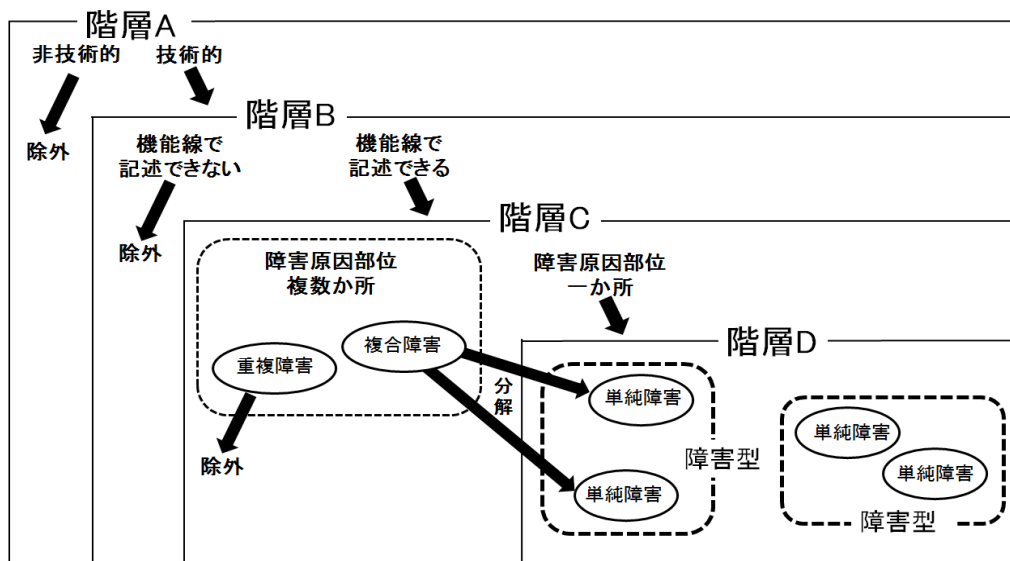 階層A
非技術的
技術的
除外
階層B
機能線で
記述できない
機能線で
記述できる
除外
階層C
障害原因部位
複数か所
障害原因部位
一か所
複合障害
重複障害
除外
分
解
階層D
単純障害
単純障害
障害型
単純障害
単純障害
障害型